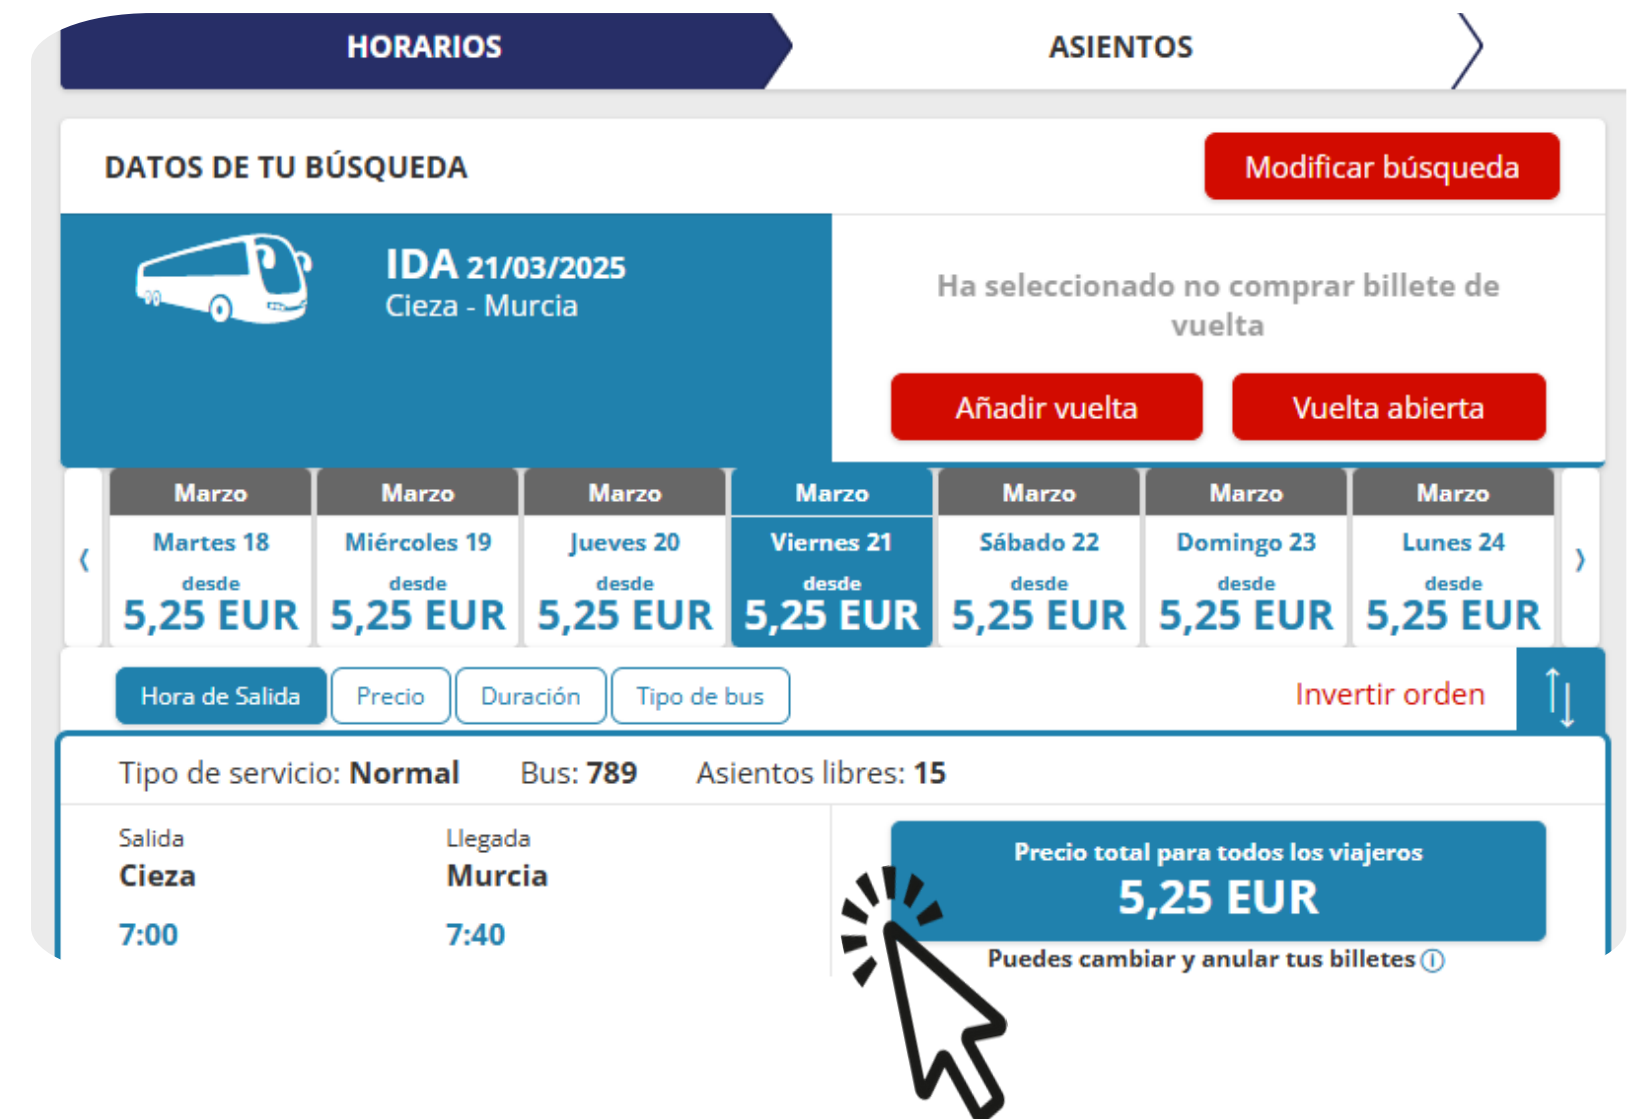 HORARIOS
ASIENTOS
DATOS DE TU BÚSQUEDA
Modificar búsqueda
IDA 21/03/2025
Cieza - Murcia
Ha seleccionado no comprar billete de
vuelta
Añadir vuelta
Vuelta abierta
Marzo
Martes 18
desde
5,25 EUR
Marzo
Miércoles 19
desde
5,25 EUR
Marzo
Jueves 20
desde
5,25 EUR
Marzo
Viernes 21
desde
5,25 EUR
Marzo
Sábado 22
desde
5,25 EUR
Marzo
Domingo 23
desde
5,25 EUR
Marzo
Lunes 24
desde
5,25 EUR
Hora de Salida
Precio
Duración
Tipo de bus
Invertir orden
Tipo de servicio: Normal Bus: 789 Asientos libres: 15
Salida
Cieza
7:00
Llegada
Murcia
7:40
Precio total para todos los viajeros
5,25 EUR
Puedes cambiar y anular tus billetes